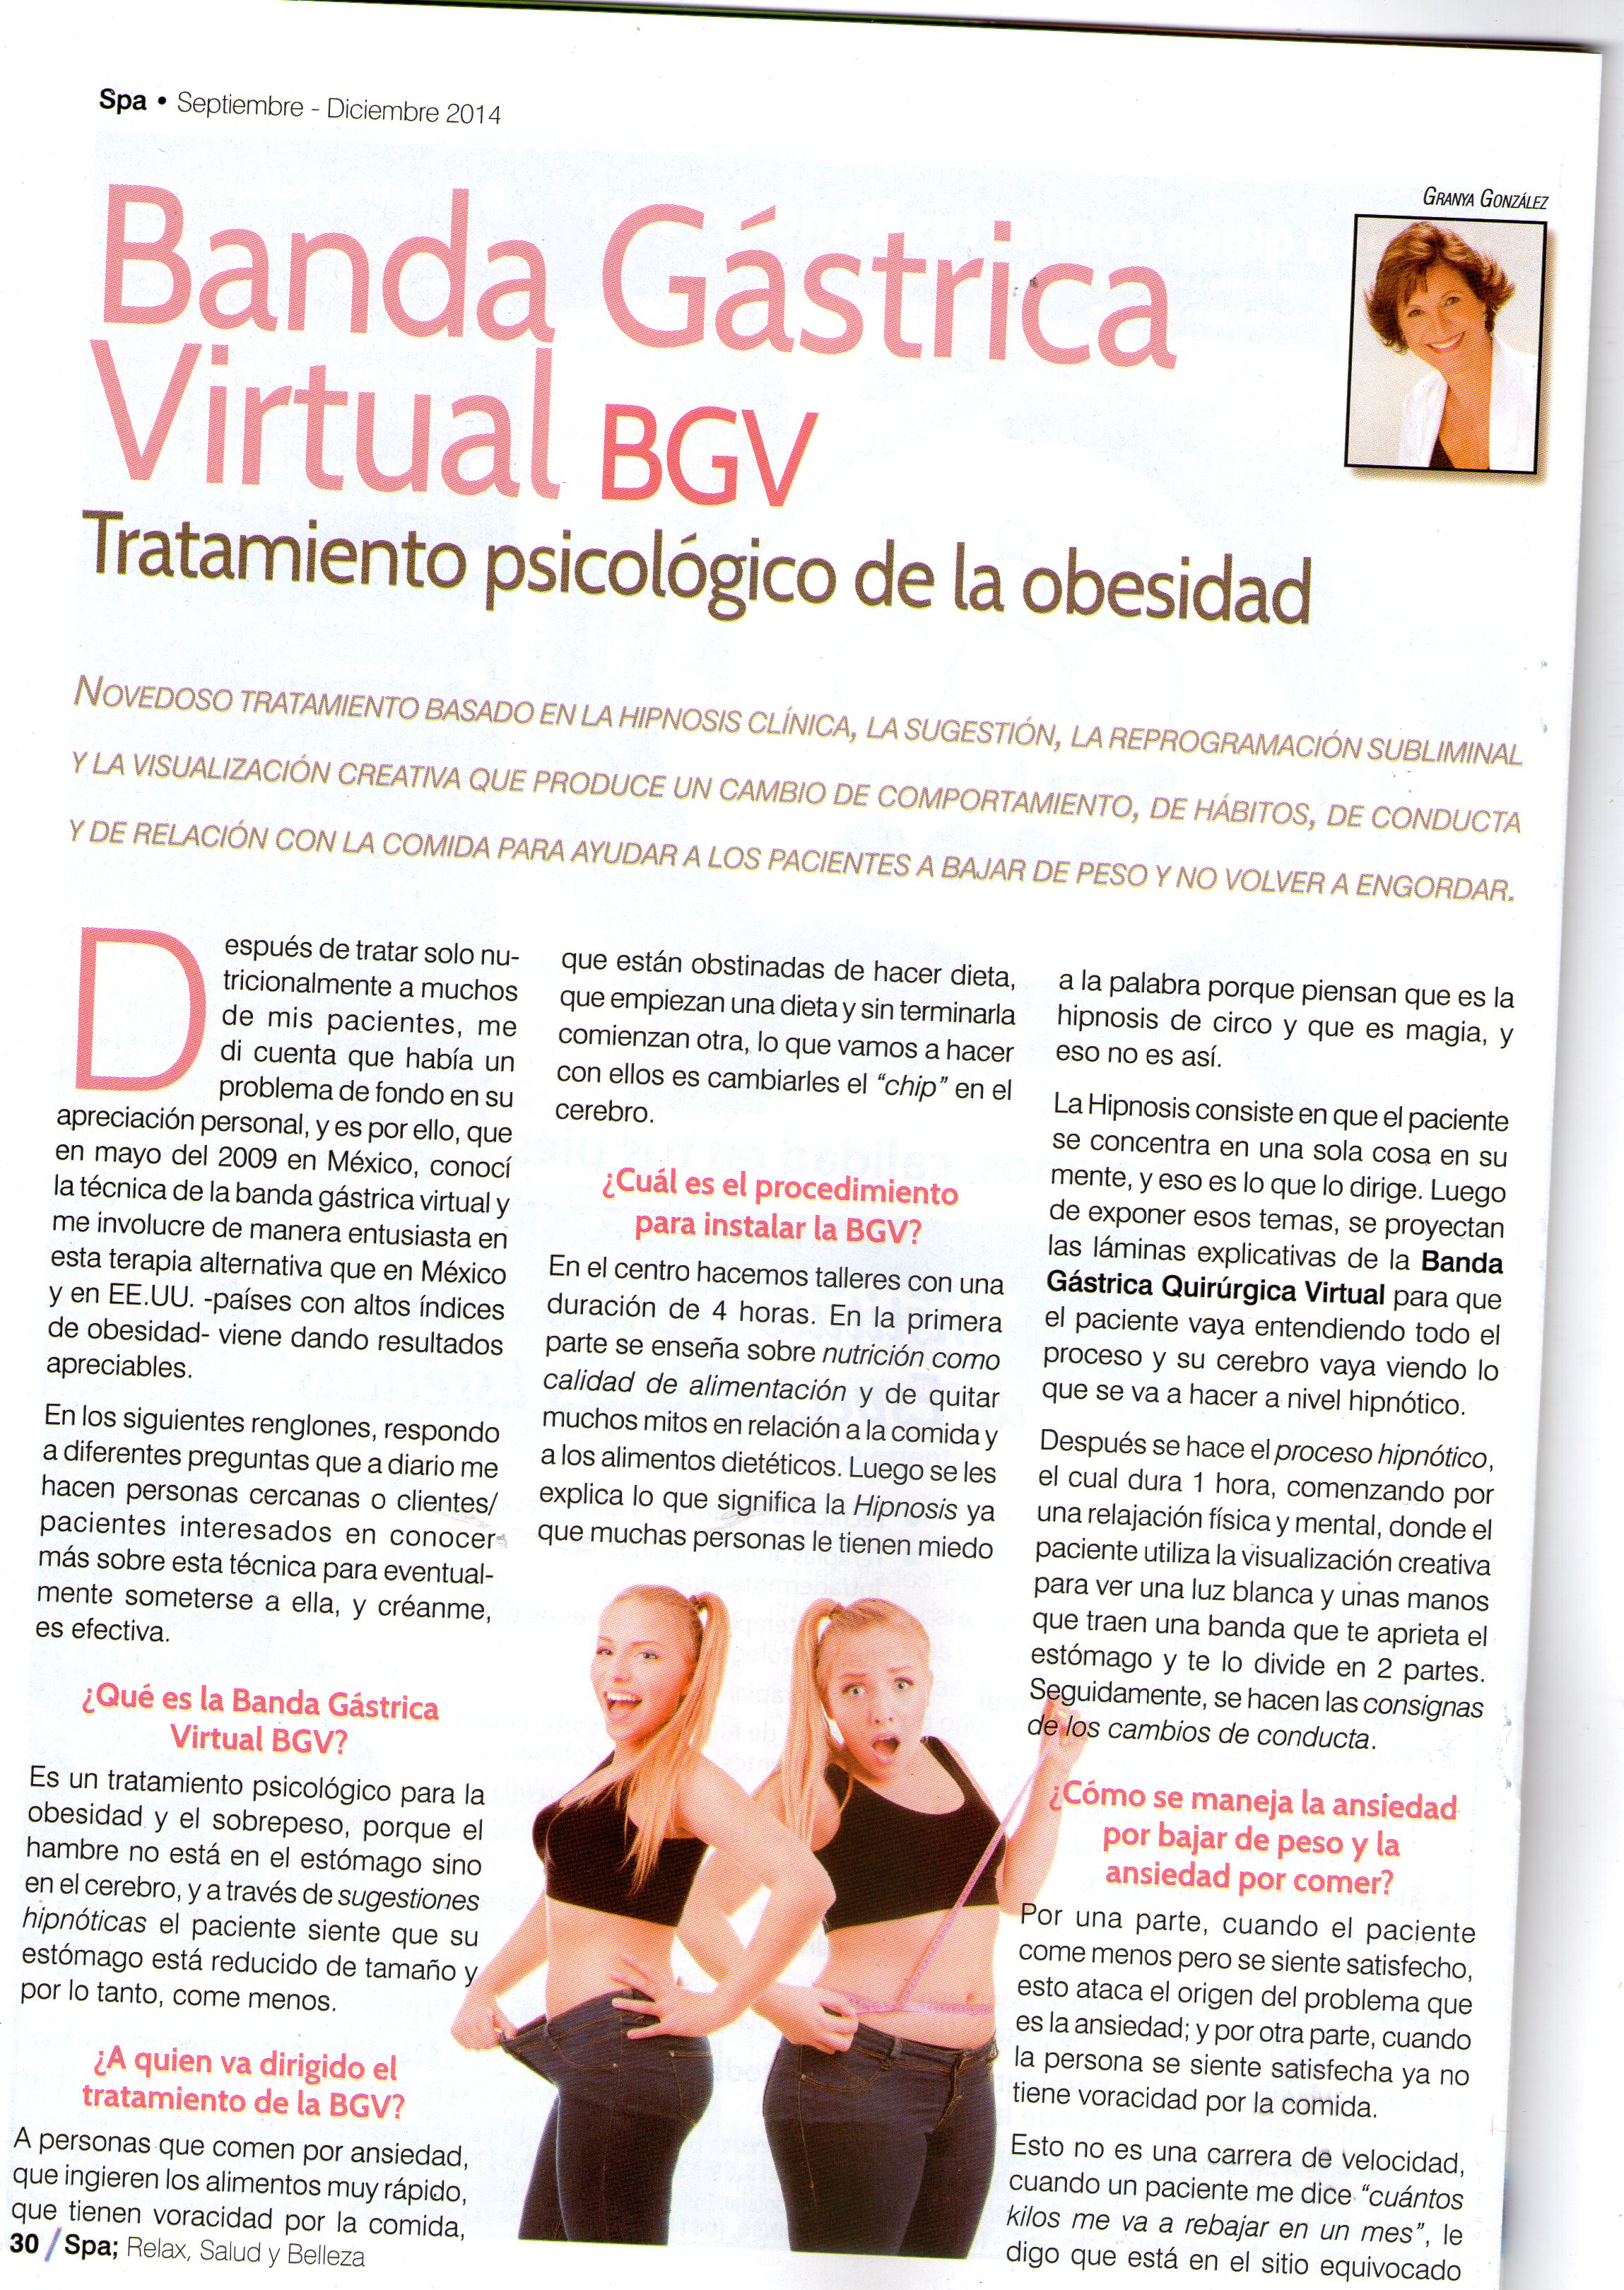 Spa • Septiembre - Diciembre 2014
GRANYA GONZÁLEZ
Banda Gástrica
Virtual BGV
Tratamiento psicológico de la obesidad
NOVEDOSO TRATAMIENTO BASADO EN LA HIPNOSIS CLÍNICA, LA SUGESTIÓN, LA REPROGRAMACIÓN SUBLIMINAL
Y LA VISUALIZACIÓN CREATIVA QUE PRODUCE UN CAMBIO DE COMPORTAMIENTO, DE HÁBITOS, DE CONDUCTA
Y DE RELACIÓN CON LA COMIDA PARA AYUDAR A LOS PACIENTES A BAJAR DE PESO Y NO VOLVER A ENGORDAR.
Después de tratar solo nu-
tricionalmente a muchos
de mis pacientes, me
di cuenta que había un
problema de fondo en su
apreciación personal, y es por ello, que
en mayo del 2009 en México, conocí
la técnica de la banda gástrica virtual y
me involucre de manera entusiasta en
esta terapia alternativa que en México
y en EE.UU. -países con altos índices
de obesidad- viene dando resultados
apreciables.
En los siguientes renglones, respondo
a diferentes preguntas que a diario me
hacen personas cercanas o clientes/
pacientes interesados en conocer
más sobre esta técnica para eventual-
mente someterse a ella, y créanme,
es efectiva.
¿Qué es la Banda Gástrica
Virtual BGV?
Es un tratamiento psicológico para la
obesidad y el sobrepeso, porque el
hambre no está en el estómago sino
en el cerebro, y a través de sugestiones
hipnóticas el paciente siente que su
estómago está reducido de tamaño y
por lo tanto, come menos.
¿A quien va dirigido el
tratamiento de la BGV?
A personas que comen por ansiedad,
que ingieren los alimentos muy rápido,
que tienen voracidad por la comida,
que están obstinadas de hacer dieta,
que empiezan una dieta y sin terminarla
comienzan otra, lo que vamos a hacer
con ellos es cambiarles el “chip” en el
cerebro.
¿Cuál es el procedimiento
para instalar la BGV?
En el centro hacemos talleres con una
duración de 4 horas. En la primera
parte se enseña sobre nutrición como
calidad de alimentación y de quitar
muchos mitos en relación a la comida y
a los alimentos dietéticos. Luego se les
explica lo que significa la Hipnosis ya
que muchas personas le tienen miedo
a la palabra porque piensan que es la
hipnosis de circo y que es magia, y
eso no es así.
La Hipnosis consiste en que el paciente
se concentra en una sola cosa en su
mente, y eso es lo que lo dirige. Luego
de exponer esos temas, se proyectan
las láminas explicativas de la Banda
Gástrica Quirúrgica Virtual para que
el paciente vaya entendiendo todo el
proceso y su cerebro vaya viendo lo
que se va a hacer a nivel hipnótico.
Después se hace el proceso hipnótico,
el cual dura 1 hora, comenzando por
una relajación física y mental, donde el
paciente utiliza la visualización creativa
para ver una luz blanca y unas manos
que traen una banda que te aprieta el
estómago y te lo divide en 2 partes.
Seguidamente, se hacen las consignas
de los cambios de conducta.
¿Cómo se maneja la ansiedad
por bajar de peso y la
ansiedad por comer?
Por una parte, cuando el paciente
come menos pero se siente satisfecho,
esto ataca el origen del problema que
es la ansiedad; y por otra parte, cuando
la persona se siente satisfecha ya no
tiene voracidad por la comida.
Esto no es una carrera de velocidad,
cuando un paciente me dice “cuántos
kilos me va a rebajar en un mes”, le
digo que está en el sitio equivocado
30 / Spa; Relax, Salud y Belleza